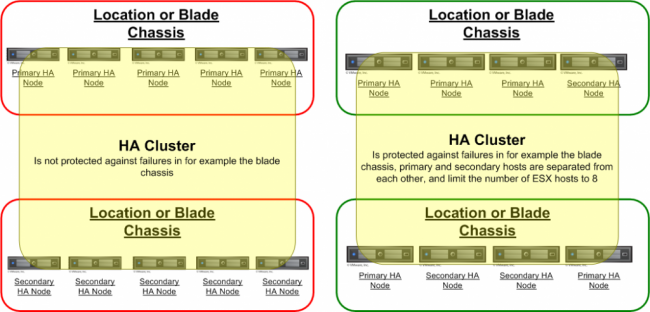 Location or Blade
Chassis
© VMware, Inc.
Primary HA
Node
Primary HA
Node
Primary HA
Node
Primary HA
Node
Primary HA
Node
HA Cluster
Is not protected against failures in for example the blade
chassis
Location or Blade
Chassis
Secondary
HA Node
Secondary
HA Node
Secondary
HA Node
Secondary
HA Node
Secondary
HA Node
Location or Blade
Chassis
Primary HA
Node
Primary HA
Node
Primary HA
Node
Secondary HA
Node
HA Cluster
Is protected against failures in for example the blade
chassis, primary and secondary hosts are separated from
each other, and limit the number of ESX hosts to 8
Location or Blade
Chassis
Primary HA
Node
Secondary HA
Node
Secondary HA
Node
Primary HA
Node